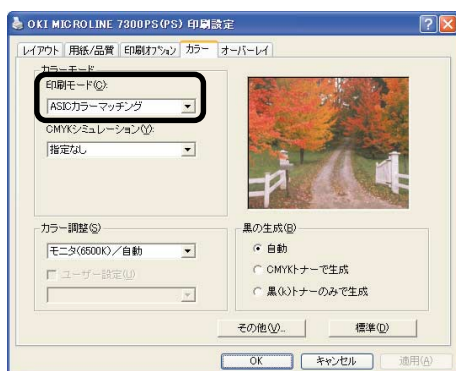 OKI MICROLINE 7300PS(PS) 印刷設定
レイアウト 用紙/品質 印刷ｵﾌﾟｼｮﾝ カラー オーバーレイ
カラーモード
印刷モード(C):
ASICカラーマッチング
CMYKシミュレーション(Y):
指定なし
カラー調整(S)
モニタ(6500K)/自動
ユーザー設定(U)
黒の生成(B)
自動
CMYKトナーで生成
黒(k)トナーのみで生成
その他(V)...
標準(D)
OK キャンセル 適用(A)